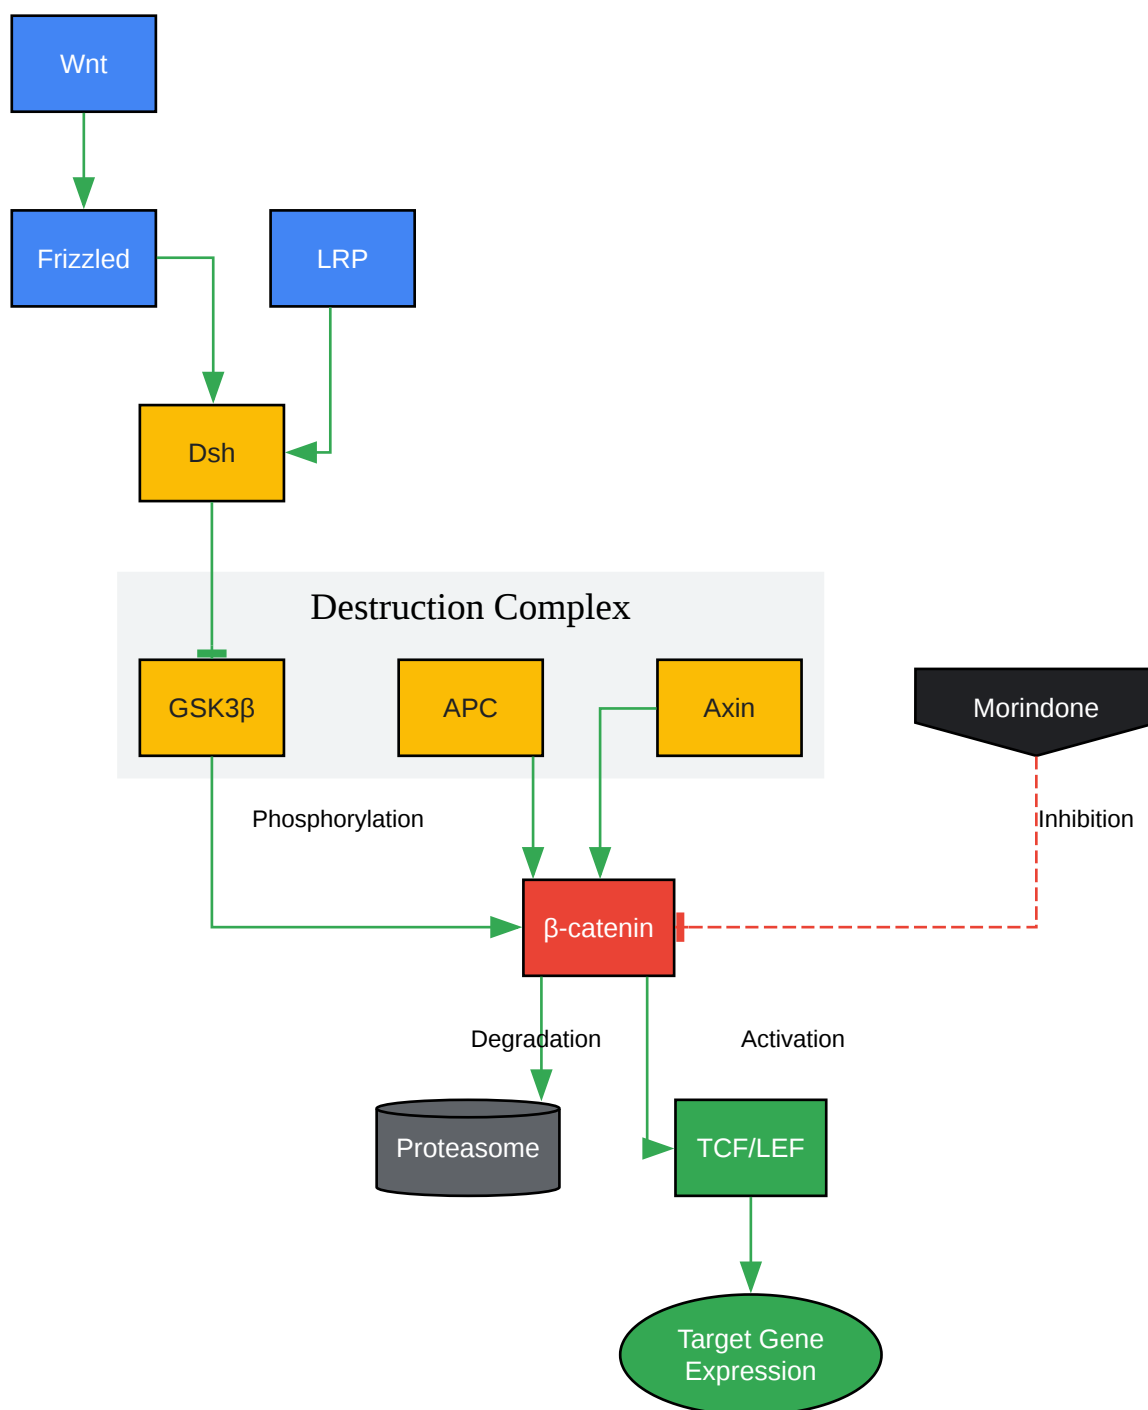 Wnt
Frizzled
LRP
Dsh
Destruction Complex
GSK3β
APC
Axin
Morindone
Phosphorylation
Inhibition
β-catenin
Degradation
Activation
Proteasome
TCF/LEF
Target Gene
Expression